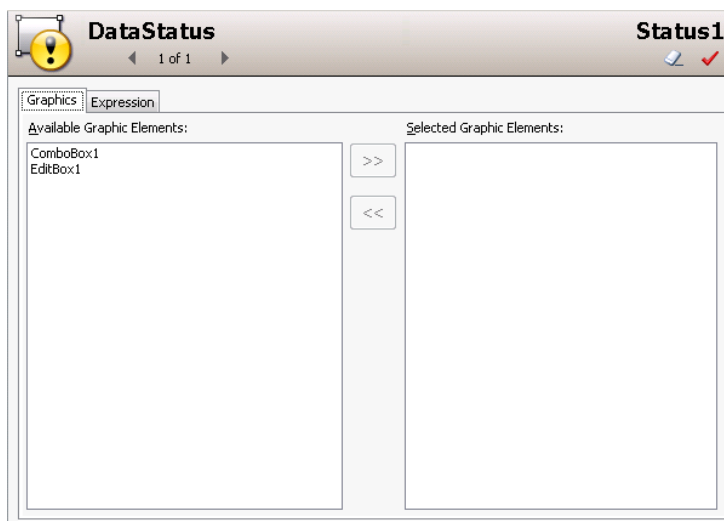 DataStatus
Status1
1 of 1
Graphics
Expression
Available Graphic Elements:
Selected Graphic Elements:
ComboBox1
EditBox1
>>
<<